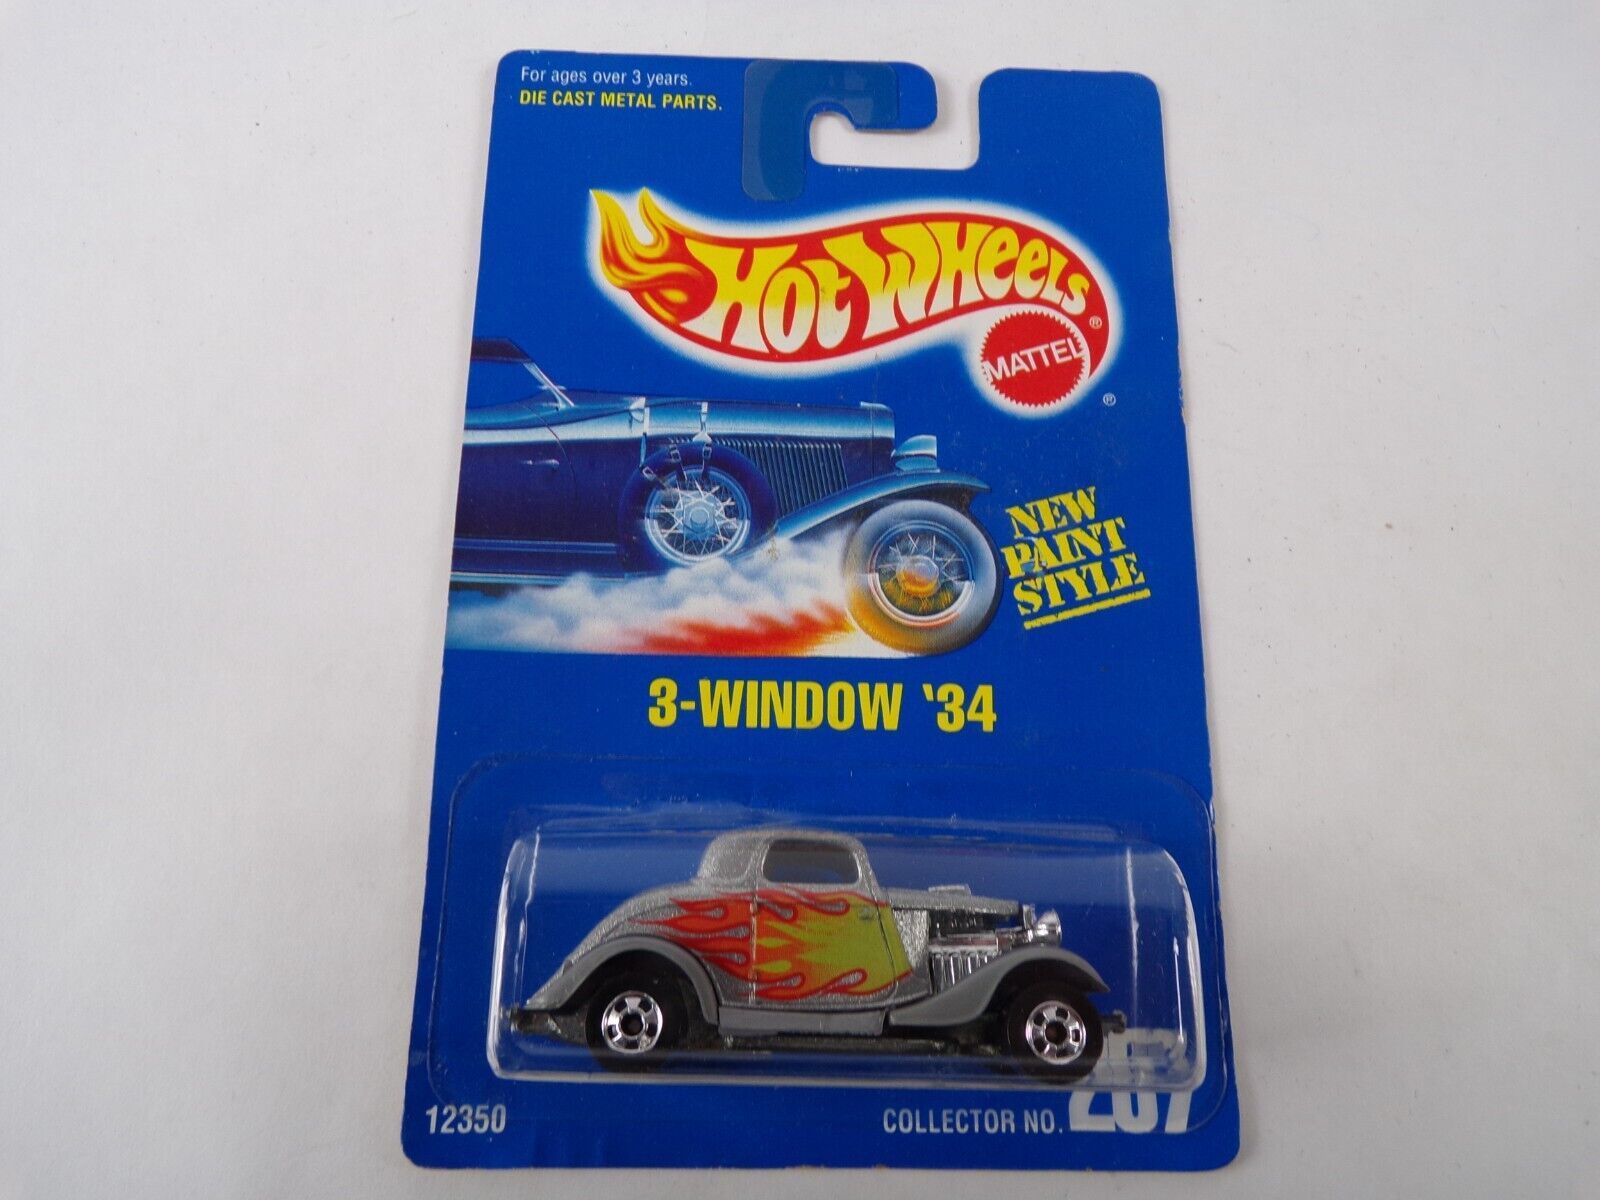 For ages over 3 years.
DIE CAST METAL PARTS.
HOT WHEELS ®
MATTEL
®
NEW
PAINT
STYLE
3-WINDOW '34
12350
COLLECTOR NO. 267